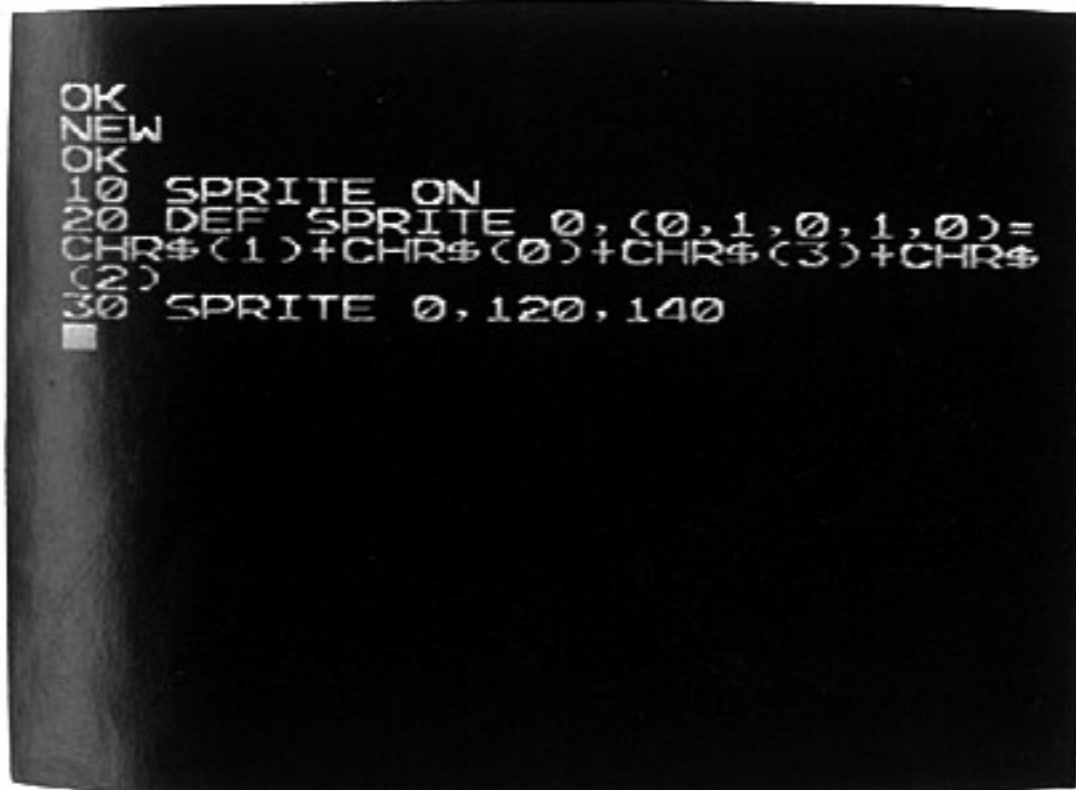 OK
NEW
OK
10 SPRITE ON
20 DEF SPRITE 0,(0,1,0,1,0)=
CHR$(1)+CHR$(0)+CHR$(3)+CHR$
(2)
30 SPRITE 0,120,140